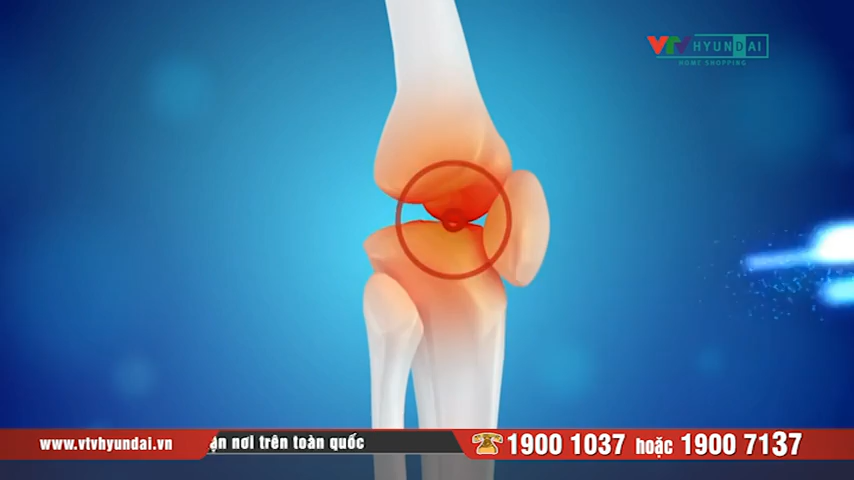 VTV HYUNDAI
HOME SHOPPING
www.vtvhyundai.vn
nơi trên toàn quốc
1900 1037 hoặc 1900 7137